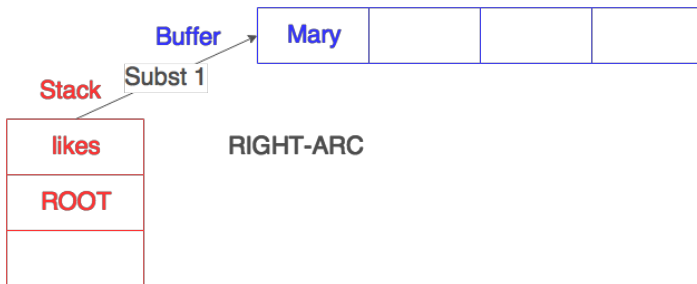 Buffer
Mary
Subst 1
Stack
likes
RIGHT-ARC
ROOT